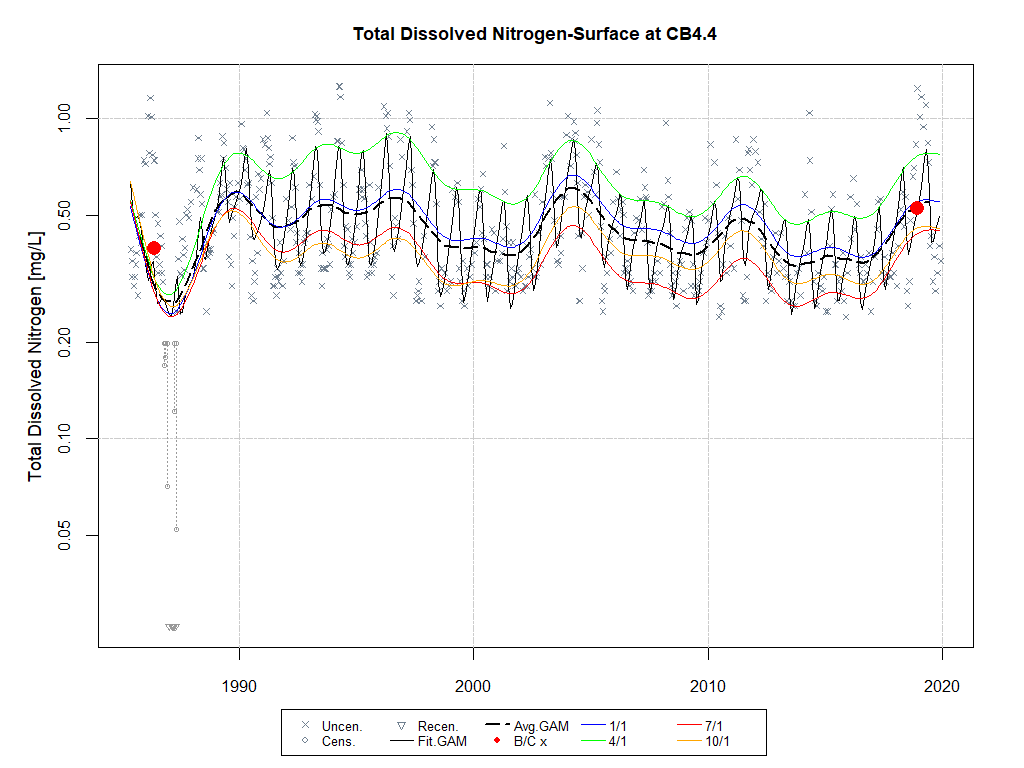 Total Dissolved Nitrogen-Surface at CB4.4
Total Dissolved Nitrogen [mg/L]
1.00
0.50
0.20
0.10
0.05
1990 2000 2010 2020
Uncen. Recen. Avg.GAM 1/1 7/1
Cens. Fit.GAM B/C x 4/1 10/1